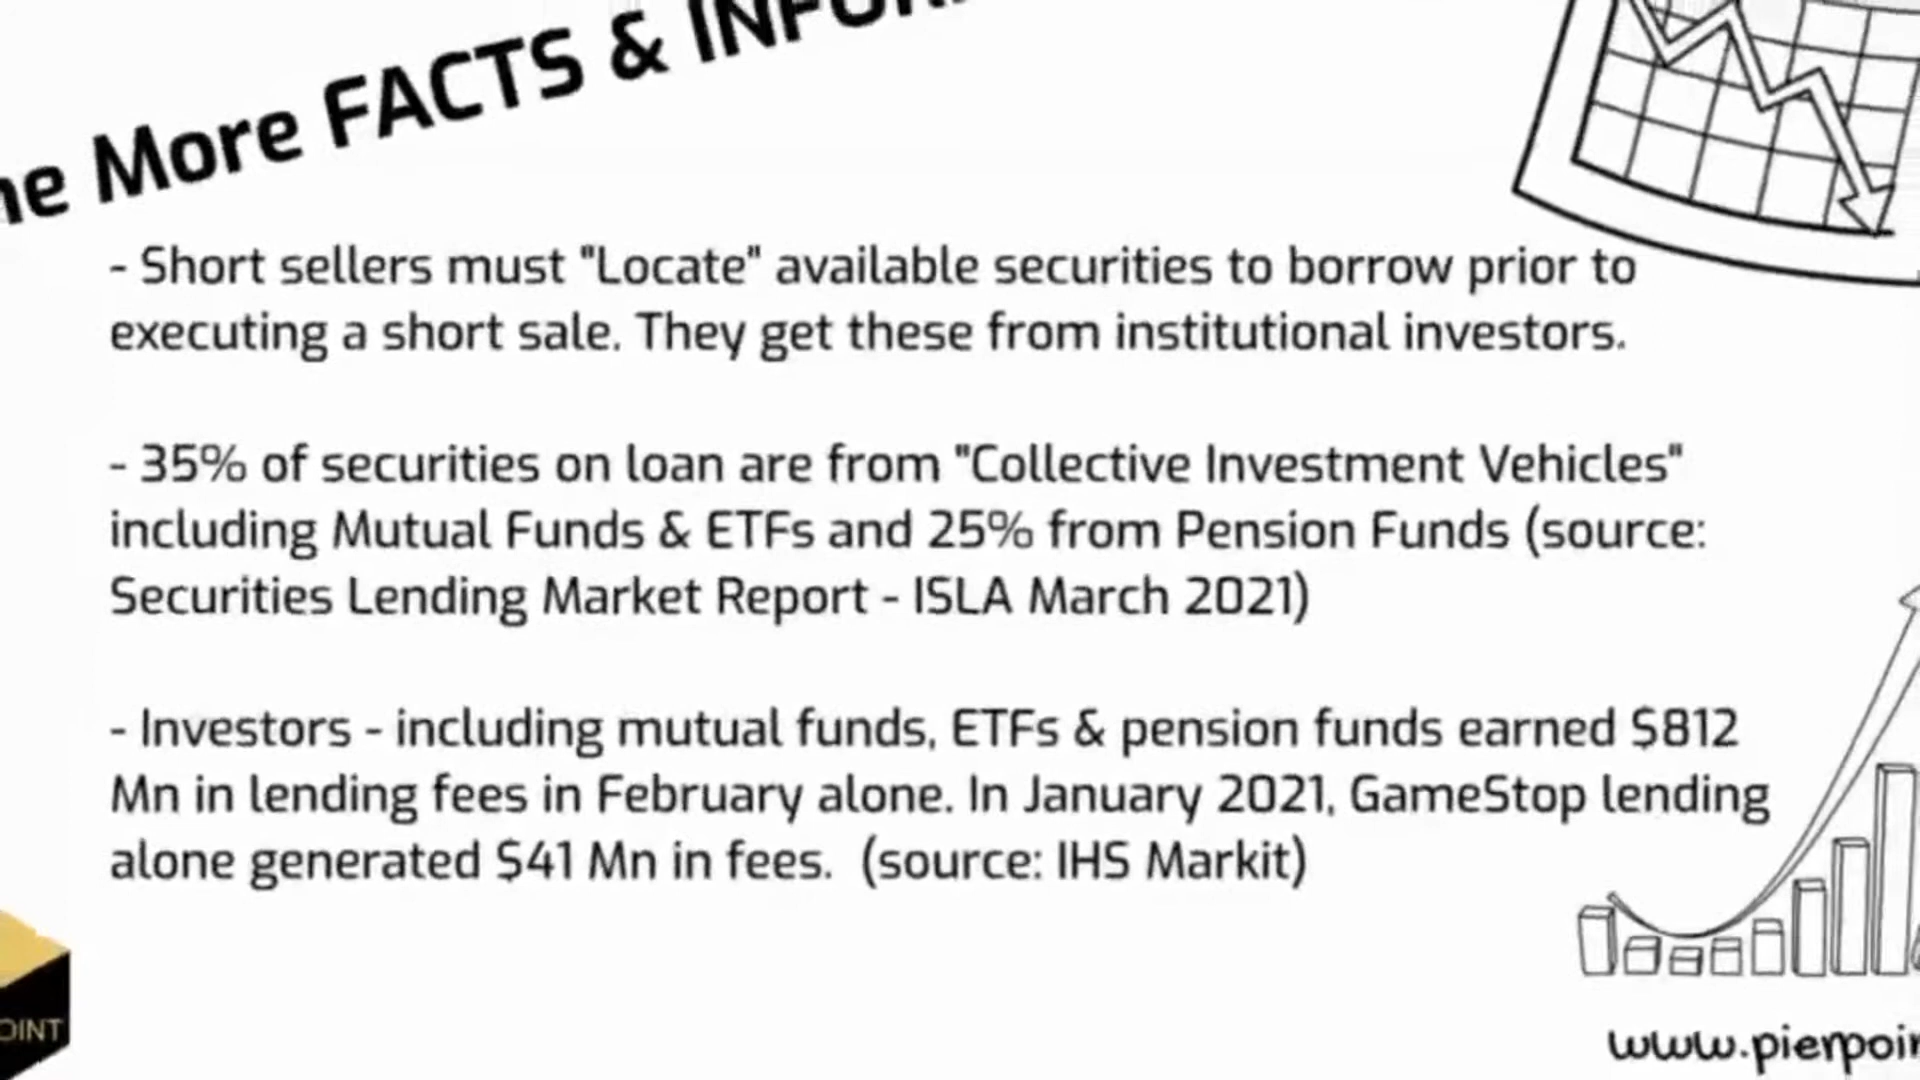 More FACTS &
- Short sellers must "Locate" available securities to borrow prior to
executing a short sale. They get these from institutional investors.
- 35% of securities on loan are from "Collective Investment Vehicles"
including Mutual Funds & ETFs and 25% from Pension Funds (source:
Securities Lending Market Report - ISLA March 2021)
- Investors - including mutual funds, ETFs & pension funds earned $812
Mn in lending fees in February alone. In January 2021, GameStop lending
alone generated $41 Mn in fees. (source: IHS Markit)
OINT
www.pierpoin